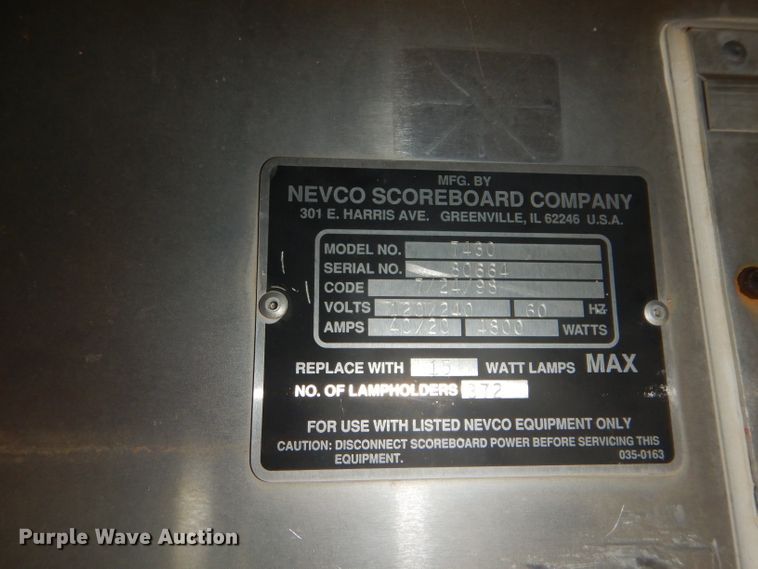 MFG. BY
NEVCO SCOREBOARD COMPANY
301 E. HARRIS AVE. GREENVILLE, IL 62246 U.S.A.
MODEL NO.
SERIAL NO. 80664
CODE 7/24/98
VOLTS 120/240 60 HZ
AMPS 40/20 4800 WATTS
REPLACE WITH 15 WATT LAMPS MAX
NO. OF LAMPHOLDERS 372
FOR USE WITH LISTED NEVCO EQUIPMENT ONLY
CAUTION: DISCONNECT SCOREBOARD POWER BEFORE SERVICING THIS
EQUIPMENT. 035-0163
Purple Wave Auction